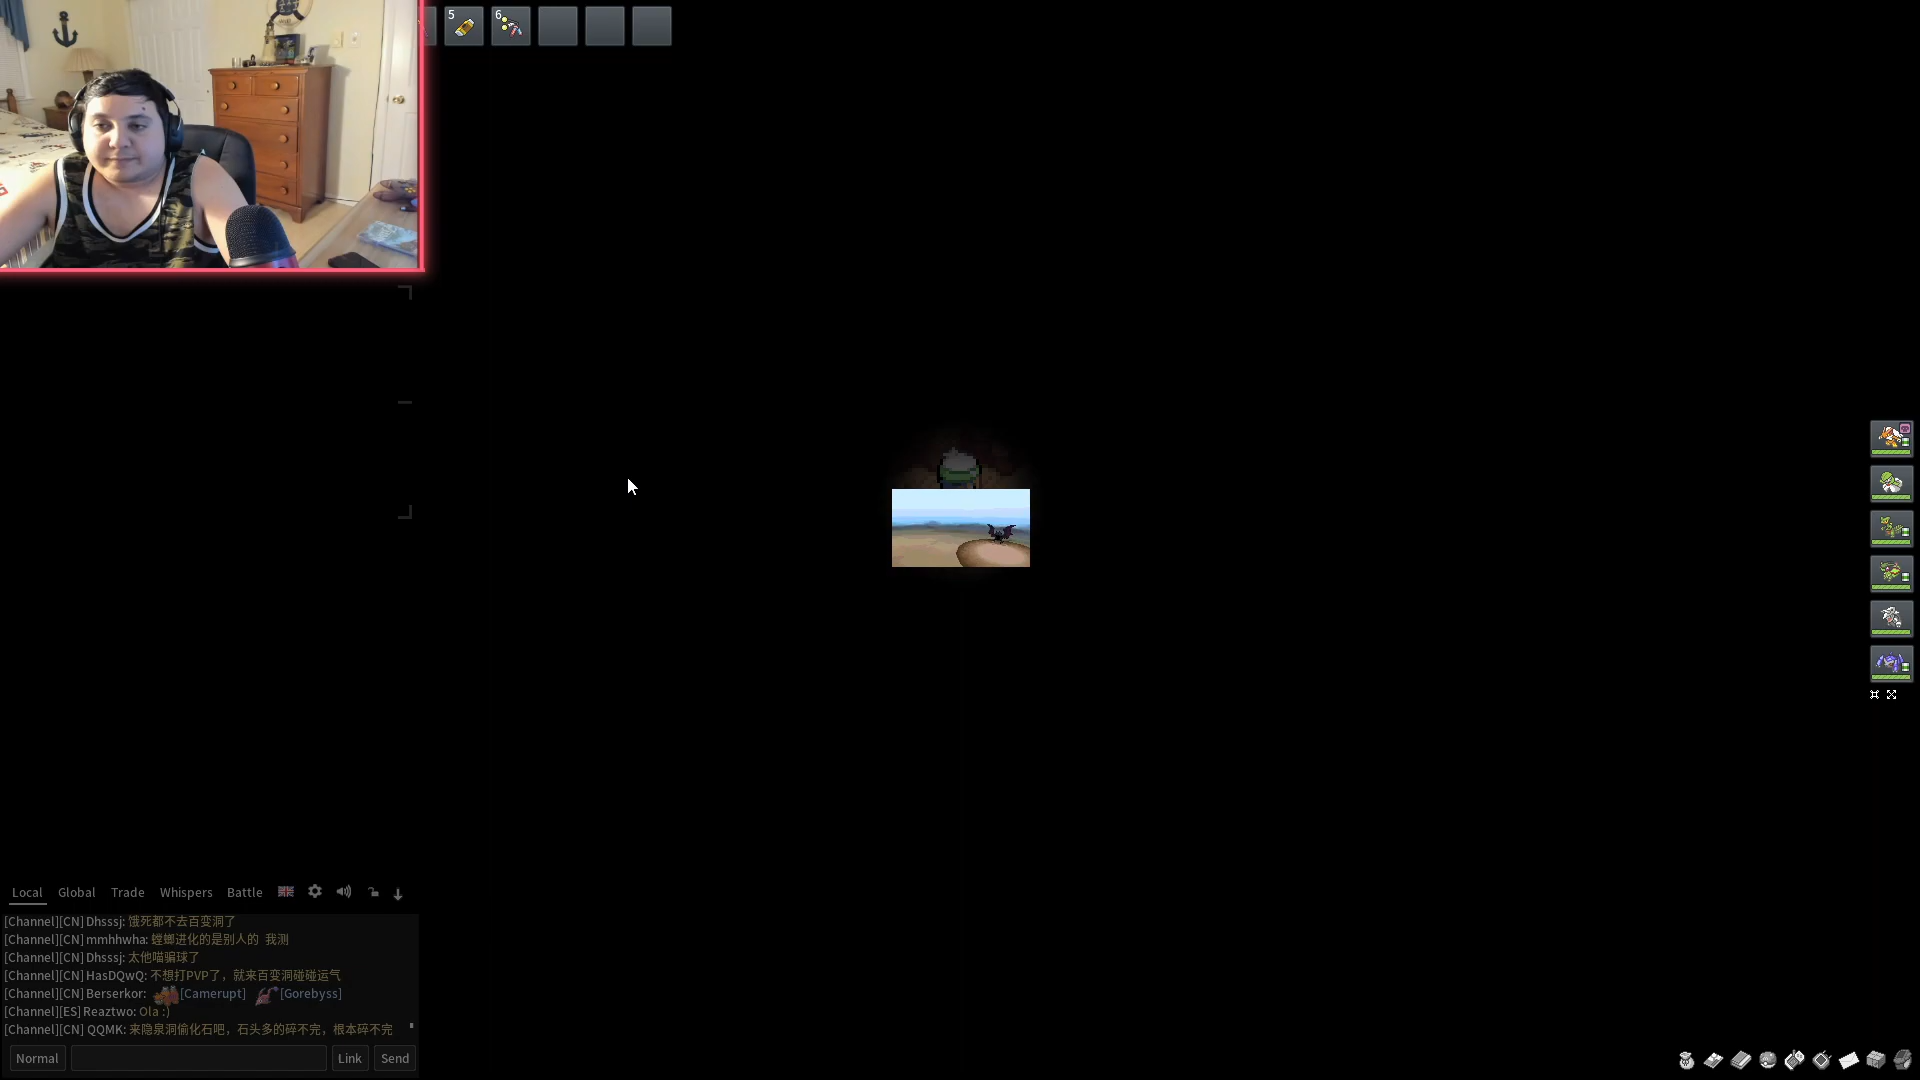 5
6
Local Global Trade Whispers Battle
[Channel][CN] Dhsssj: 饿死都不去百变洞了
[Channel][CN] mmhhwha: 螳螂进化的是别人的 我测
[Channel][CN] Dhsssj: 太他喵骗球了
[Channel][CN] HasDQwQ: 不想打PVP了，就来百变洞碰碰运气
[Channel][CN] Berserkor: [Camerupt] [Gorebyss]
[Channel][ES] Reaztwo: Ola :)
[Channel][CN] QQMK: 来隐泉洞偷化石吧，石头多的碎不完，根本碎不完
Normal Link Send